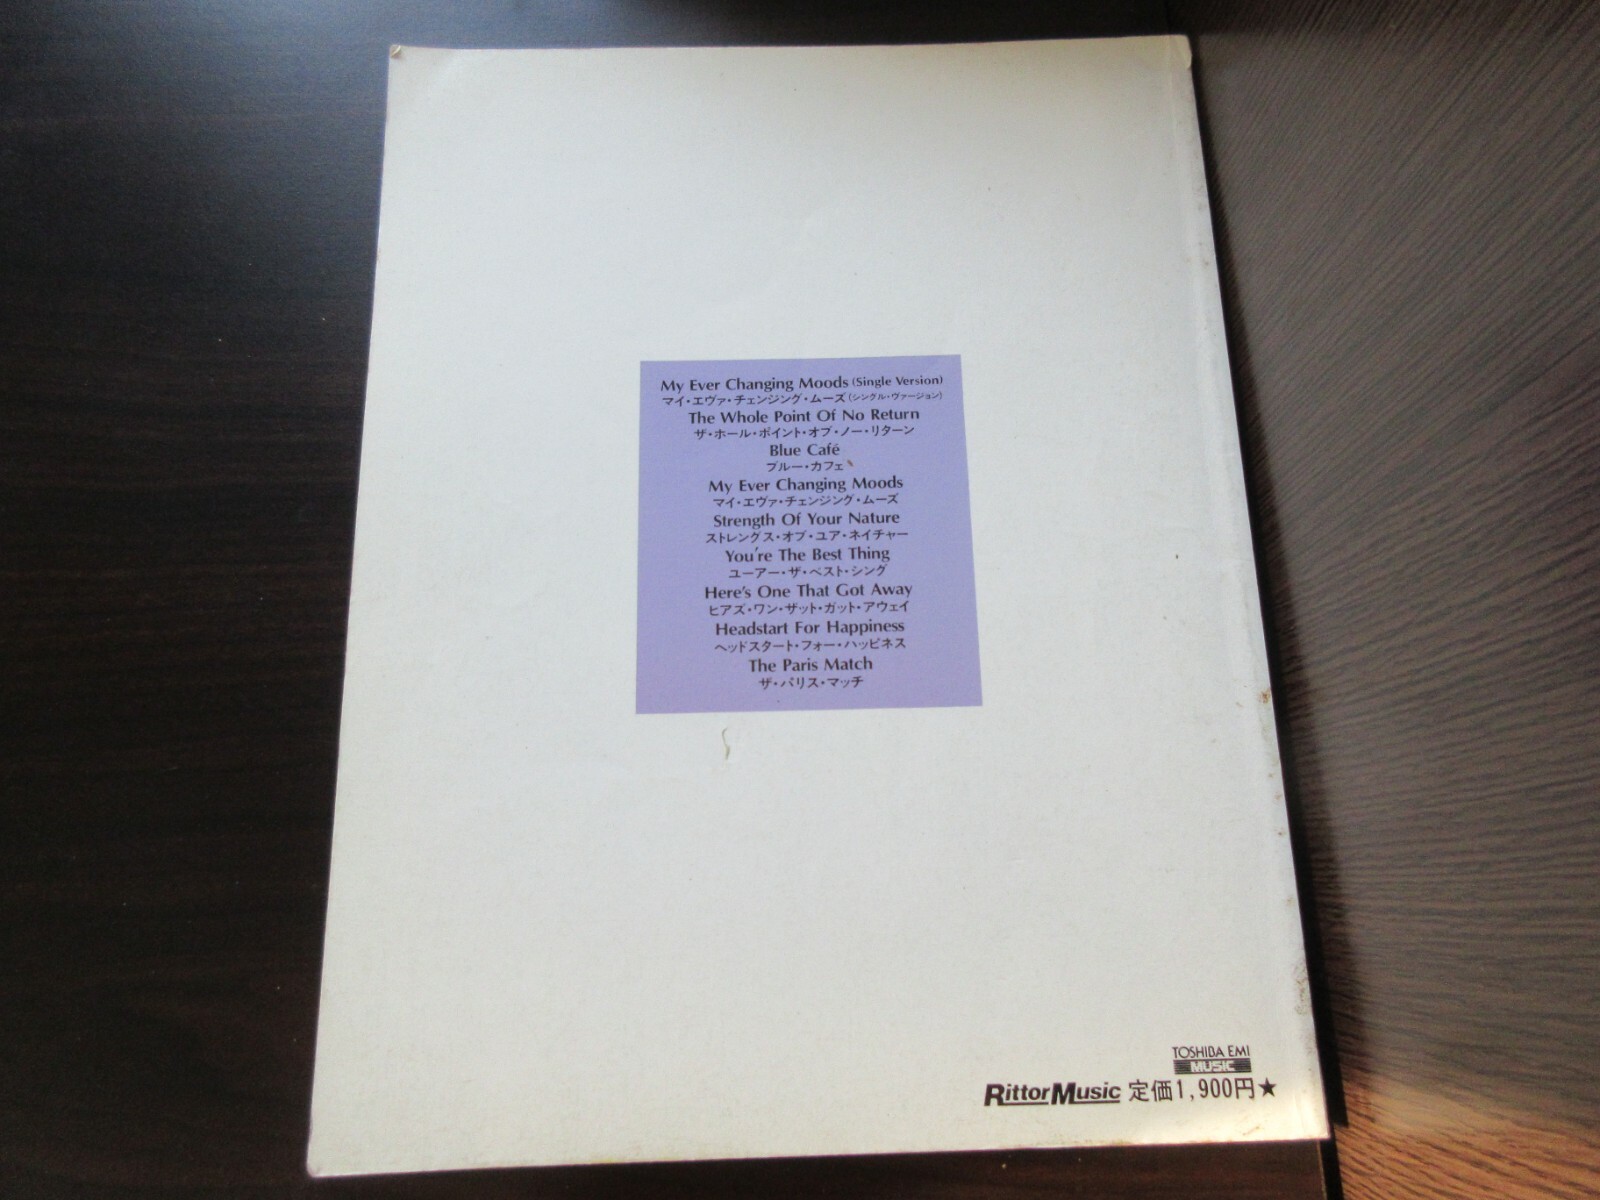 My Ever Changing Moods (Single Version)
マイ・エヴァ・チェンジング・ムーズ(シングル・ヴァージョン)
The Whole Point Of No Return
ザ・ホール・ポイント・オブ・ノー・リターン
Blue Café
ブルー・カフェ
My Ever Changing Moods
マイ・エヴァ・チェンジング・ムーズ
Strength Of Your Nature
ストレングス・オブ・ユア・ネイチャー
You're The Best Thing
ユーアー・ザ・ベスト・シング
Here's One That Got Away
ヒアズ・ワン・ザット・ガット・アウェイ
Headstart For Happiness
ヘッドスタート・フォー・ハッピネス
The Paris Match
ザ・パリス・マッチ
TOSHIBA EMI
MUSIC
RittorMusic 定価1,900円★